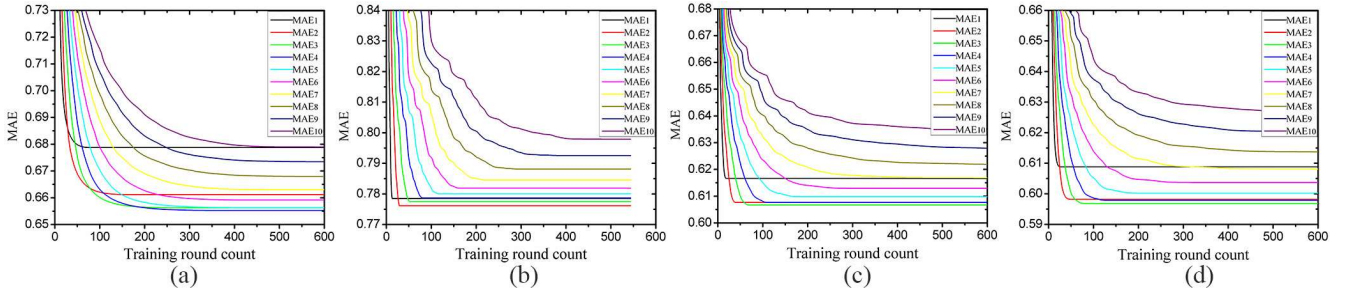 0.73
0.72
0.71
0.70
0.69
0.68
0.67
0.66
0.65
MAE
0 100 200 300 400 500 600
Training round count
MAE1
MAE2
MAE3
MAE4
MAE5
MAE6
MAE7
MAE8
MAE9
MAE10
(a)
0.84
0.83
0.82
0.81
0.80
0.79
0.78
0.77
MAE
0 100 200 300 400 500 600
Training round count
MAE1
MAE2
MAE3
MAE4
MAE5
MAE6
MAE7
MAE8
MAE9
MAE10
(b)
0.68
0.67
0.66
0.65
0.64
0.63
0.62
0.61
0.60
MAE
0 100 200 300 400 500 600
Training round count
MAE1
MAE2
MAE3
MAE4
MAE5
MAE6
MAE7
MAE8
MAE9
MAE10
(c)
0.66
0.65
0.64
0.63
0.62
0.61
0.60
0.59
MAE
0 100 200 300 400 500 600
Training round count
MAE1
MAE2
MAE3
MAE4
MAE5
MAE6
MAE7
MAE8
MAE9
MAE10
(d)